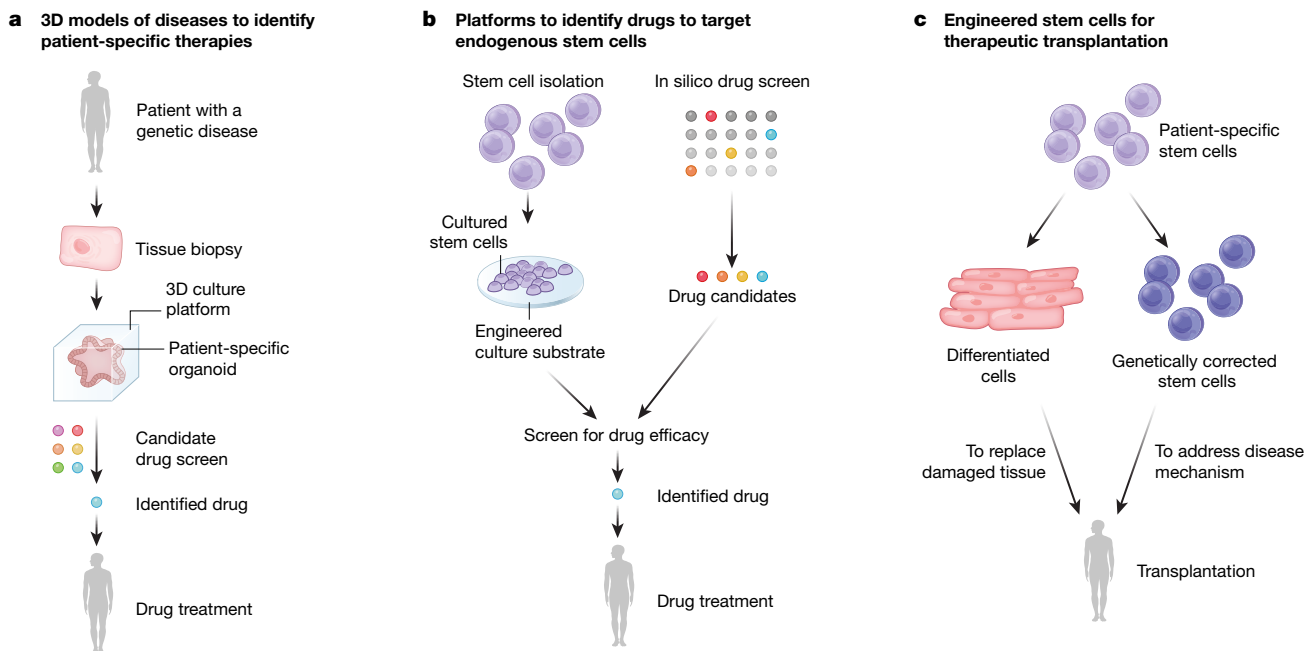 a 3D models of diseases to identify
patient-specific therapies
Patient with a
genetic disease
Tissue biopsy
3D culture
platform
Patient-specific
organoid
Candidate
drug screen
Identified drug
Drug treatment
b Platforms to identify drugs to target
endogenous stem cells
Stem cell isolation
In silico drug screen
Cultured
stem cells
Engineered
culture substrate
Drug candidates
Screen for drug efficacy
Identified drug
Drug treatment
c Engineered stem cells for
therapeutic transplantation
Patient-specific
stem cells
Differentiated
cells
Genetically corrected
stem cells
To replace
damaged tissue
To address disease
mechanism
Transplantation